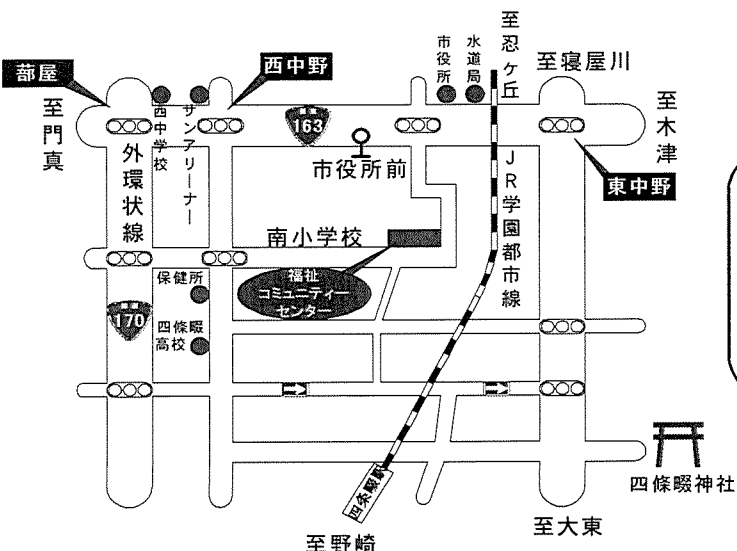 至忍ヶ丘
市役所
水道局
至寝屋川
蔀屋
西中野
至門真
西中学校
サンアリーナー
163
市役所前
至木津
東中野
外環状線
JR学園都市線
南小学校
保健所
福祉
コミュニティー
センター
170
四條畷
高校
四条畷駅
四條畷神社
至大東
至野崎